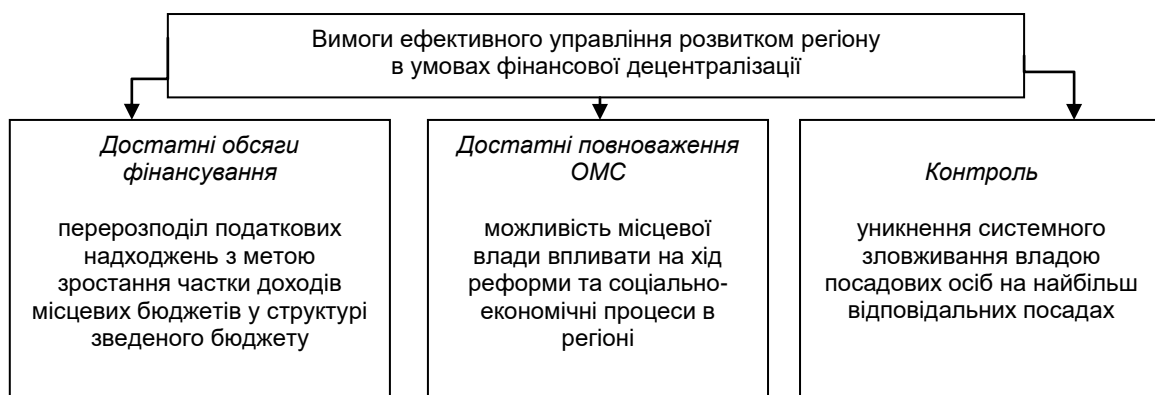 Вимоги ефективного управління розвитком регіону
в умовах фінансової децентралізації
Достатні обсяги
фінансування
перерозподіл податкових
надходжень з метою
зростання частки доходів
місцевих бюджетів у структурі
зведеного бюджету
Достатні повноваження
ОМС
можливість місцевої
влади впливати на хід
реформи та соціально-
економічні процеси в
регіоні
Контроль
уникнення системного
зловживання владою
посадових осіб на найбільш
відповідальних посадах